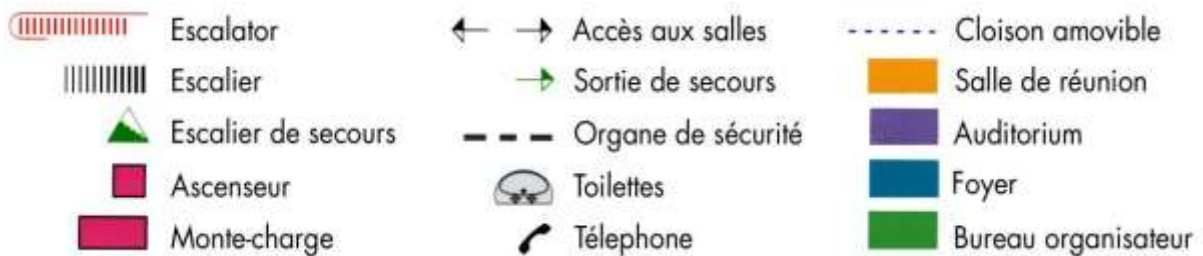 Escalator
Escalier
Escalier de secours
Ascenseur
Monte-charge
Accès aux salles
Sortie de secours
Organe de sécurité
Toilettes
Télephone
Cloison amovible
Salle de réunion
Auditorium
Foyer
Bureau organisateur